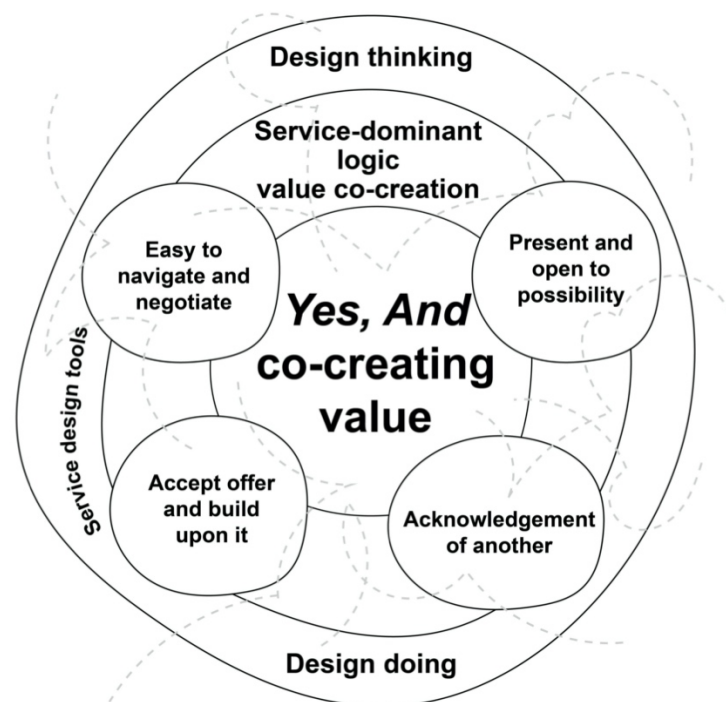 Design thinking
Service-dominant
logic
value co-creation
Easy to
navigate and
negotiate
Present and
open to
possibility
Yes, And
co-creating
value
Service design tools
Accept offer
and build
upon it
Acknowledgement
of another
Design doing